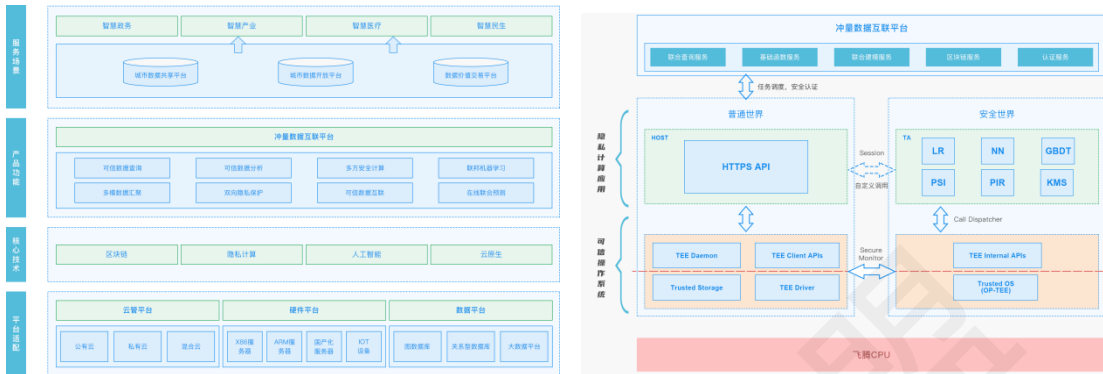 服务场景
智慧政务
智慧产业
智慧医疗
智慧民生
城市数据共享平台
城市数据开放平台
数据价值交易平台
产品功能
冲量数据互联平台
可信数据查询
可信数据分析
多方安全计算
联邦机器学习
多模数据汇聚
双向隐私保护
可信数据互联
在线联合预测
核心技术
区块链
隐私计算
人工智能
云原生
平台适配
云管平台
硬件平台
数据平台
公有云
私有云
混合云
X86服
务器
ARM服
务器
国产化
服务器
IOT
设备
图数据库
关系型数据库
大数据平台
冲量数据互联平台
联合查询服务
基础函数服务
联合建模服务
区块链服务
认证服务
任务调度，安全认证
隐私计算应用
普通世界
安全世界
HOST
HTTPS API
Session
自定义调用
TA
LR
NN
GBDT
PSI
PIR
KMS
Call Dispatcher
可信操作系统
TEE Daemon
TEE Client APIs
Trusted Storage
TEE Driver
Secure
Monitor
TEE Internal APIs
Trusted OS
(OP-TEE)
飞腾CPU